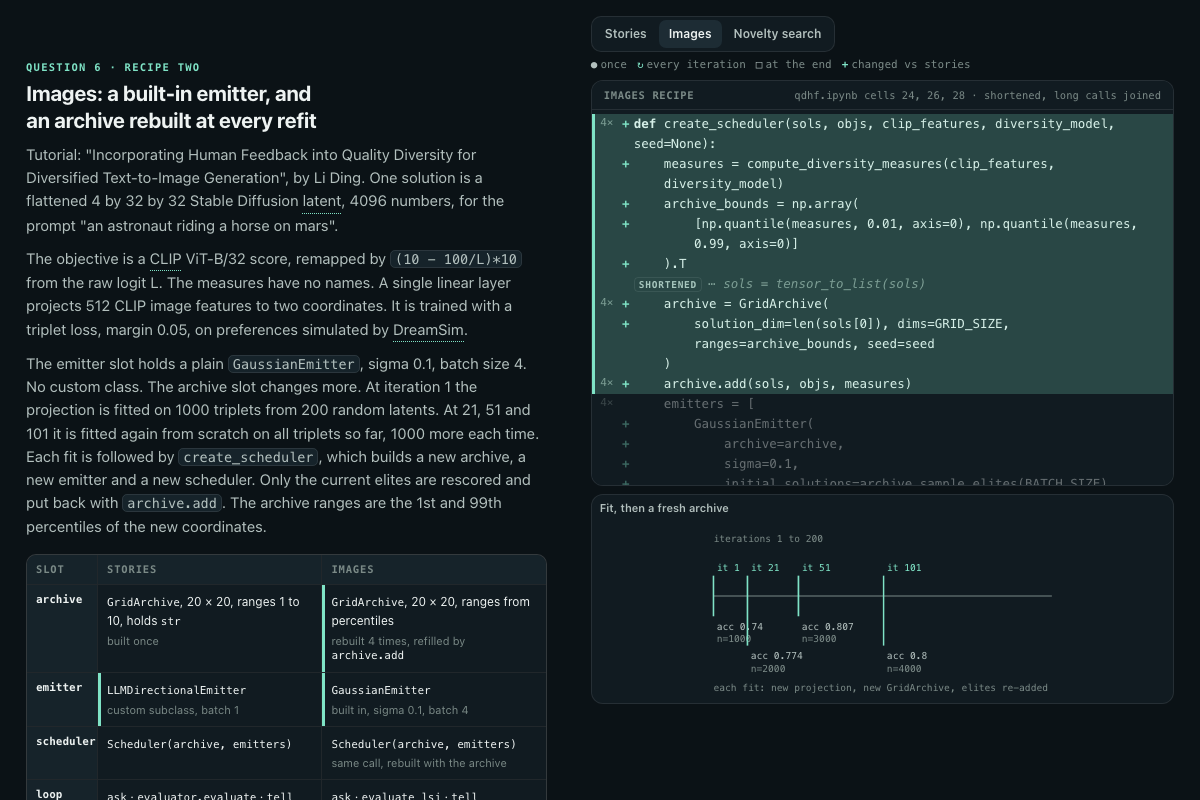 QUESTION 6 · RECIPE TWO
Images: a built-in emitter, and
an archive rebuilt at every refit
Tutorial: "Incorporating Human Feedback into Quality Diversity for
Diversified Text-to-Image Generation", by Li Ding. One solution is a
flattened 4 by 32 by 32 Stable Diffusion latent, 4096 numbers, for the
prompt "an astronaut riding a horse on mars".
The objective is a CLIP ViT-B/32 score, remapped by (10 − 100/L)*10
from the raw logit L. The measures have no names. A single linear layer
projects 512 CLIP image features to two coordinates. It is trained with a
triplet loss, margin 0.05, on preferences simulated by DreamSim.
The emitter slot holds a plain GaussianEmitter, sigma 0.1, batch size 4.
No custom class. The archive slot changes more. At iteration 1 the
projection is fitted on 1000 triplets from 200 random latents. At 21, 51 and
101 it is fitted again from scratch on all triplets so far, 1000 more each time.
Each fit is followed by create_scheduler, which builds a new archive, a
new emitter and a new scheduler. Only the current elites are rescored and
put back with archive.add. The archive ranges are the 1st and 99th
percentiles of the new coordinates.
SLOT STORIES IMAGES
archive GridArchive, 20 × 20, ranges 1 to GridArchive, 20 × 20, ranges from
10, holds str percentiles
built once rebuilt 4 times, refilled by
archive.add
emitter LLMDirectionalEmitter GaussianEmitter
custom subclass, batch 1 built in, sigma 0.1, batch 4
scheduler Scheduler(archive, emitters) Scheduler(archive, emitters)
same call, rebuilt with the archive
loop ask · evaluator.evaluate · tell ask · evaluate_lsi · tell
Stories Images Novelty search
● once ↻ every iteration □ at the end + changed vs stories
IMAGES RECIPE qdhf.ipynb cells 24, 26, 28 · shortened, long calls joined
4× + def create_scheduler(sols, objs, clip_features, diversity_model,
seed=None):
+ measures = compute_diversity_measures(clip_features,
diversity_model)
+ archive_bounds = np.array(
+ [np.quantile(measures, 0.01, axis=0), np.quantile(measures,
0.99, axis=0)]
+ ).T
SHORTENED ⋯ sols = tensor_to_list(sols)
4× + archive = GridArchive(
+ solution_dim=len(sols[0]), dims=GRID_SIZE,
ranges=archive_bounds, seed=seed
)
4× + archive.add(sols, objs, measures)
4× emitters = [
+ GaussianEmitter(
+ archive=archive,
+ sigma=0.1,
+ initial_solutions=archive.sample_elites(BATCH_SIZE)
Fit, then a fresh archive
iterations 1 to 200
it 1 it 21 it 51 it 101
acc 0.74 acc 0.807
n=1000 n=3000
acc 0.774 acc 0.8
n=2000 n=4000
each fit: new projection, new GridArchive, elites re-added